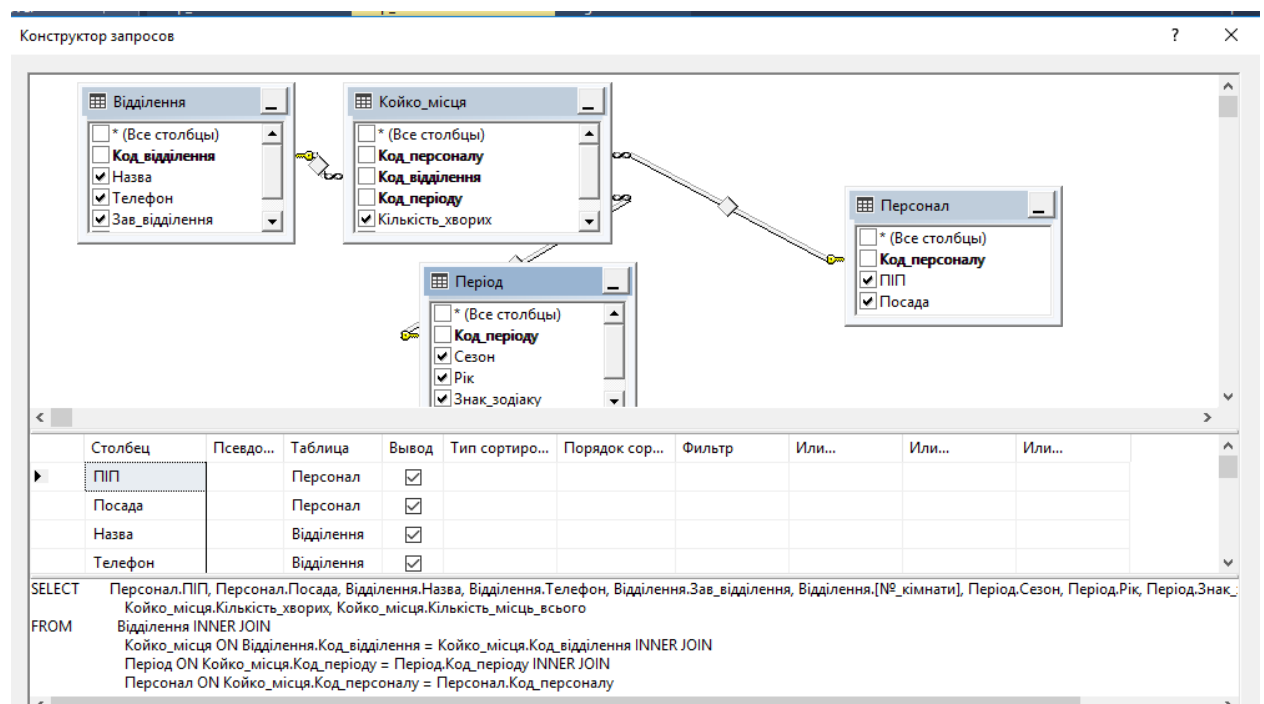 Конструктор запросов ?
Відділення
* (Все столбцы)
Код_відділення
Назва
Телефон
Зав_відділення
Койко_місця
* (Все столбцы)
Код_персоналу
Код_відділення
Код_періоду
Кількість_хворих
Персонал
* (Все столбцы)
Код_персоналу
ПІП
Посада
Період
* (Все столбцы)
Код_періоду
Сезон
Рік
Знак_зодіаку
Столбец Псевдо... Таблица Вывод Тип сортиро... Порядок сор... Фильтр Или... Или... Или...
ПІП Персонал
Посада Персонал
Назва Відділення
Телефон Відділення
SELECT Персонал.ПІП, Персонал.Посада, Відділення.Назва, Відділення.Телефон, Відділення.Зав_відділення, Відділення.[№_кімнати], Період.Сезон, Період.Рік, Період.Знак_
Койко_місця.Кількість_хворих, Койко_місця.Кількість_місць_всього
FROM Відділення INNER JOIN
Койко_місця ON Відділення.Код_відділення = Койко_місця.Код_відділення INNER JOIN
Період ON Койко_місця.Код_періоду = Період.Код_періоду INNER JOIN
Персонал ON Койко_місця.Код_персоналу = Персонал.Код_персоналу